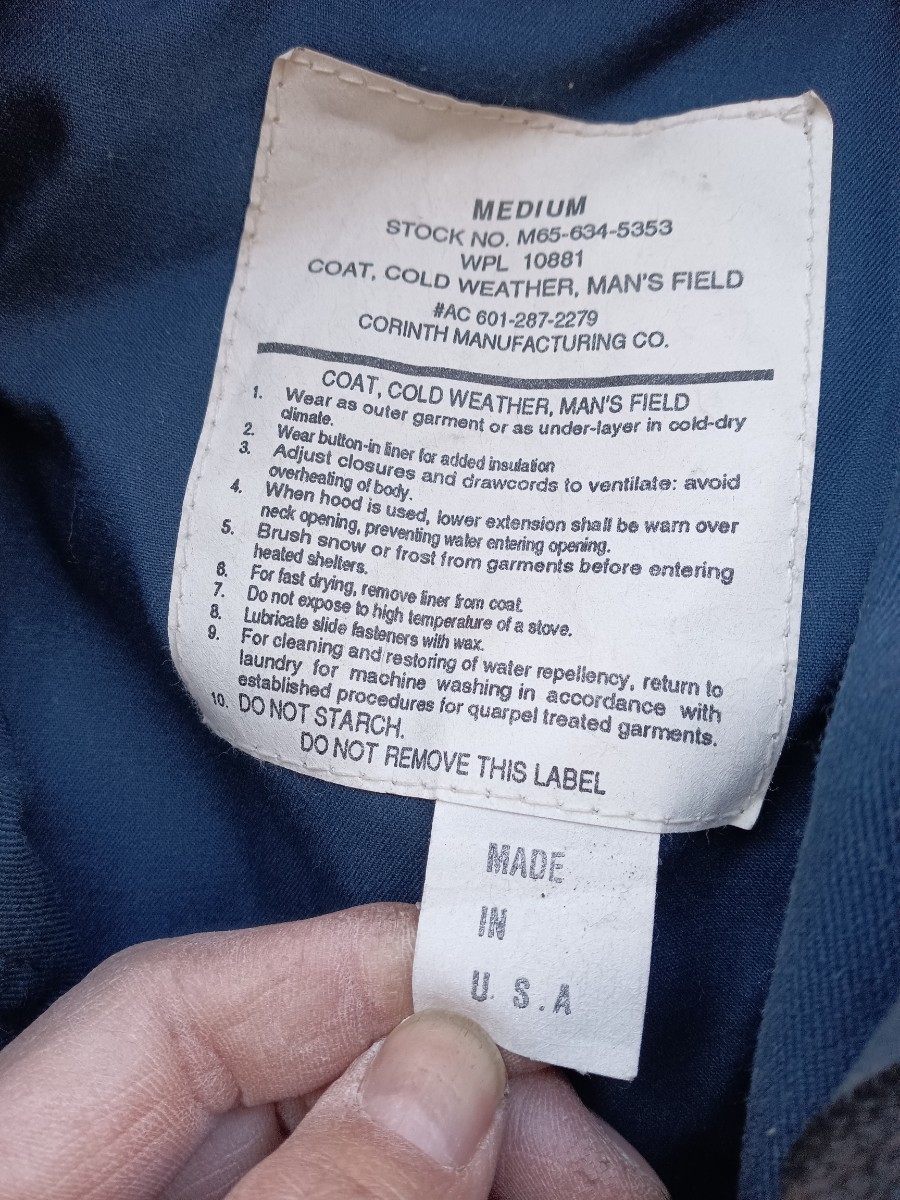 MEDIUM
STOCK NO. M65-634-5353
WPL 10881
COAT, COLD WEATHER, MAN'S FIELD
#AC 601-287-2279
CORINTH MANUFACTURING CO.
COAT, COLD WEATHER, MAN'S FIELD
1. Wear as outer garment or as under-layer in cold-dry
climate.
2. Wear button-in liner for added insulation
3. Adjust closures and drawcords to ventilate: avoid
overheating of body.
4. When hood is used, lower extension shall be warn over
neck opening, preventing water entering opening.
5. Brush snow or frost from garments before entering
heated shelters.
6. For fast drying, remove liner from coat.
7. Do not expose to high temperature of a stove.
8. Lubricate slide fasteners with wax.
9. For cleaning and restoring of water repellency, return to
laundry for machine washing in accordance with
established procedures for quarpel treated garments.
10. DO NOT STARCH.
DO NOT REMOVE THIS LABEL
MADE
IN
U.S.A